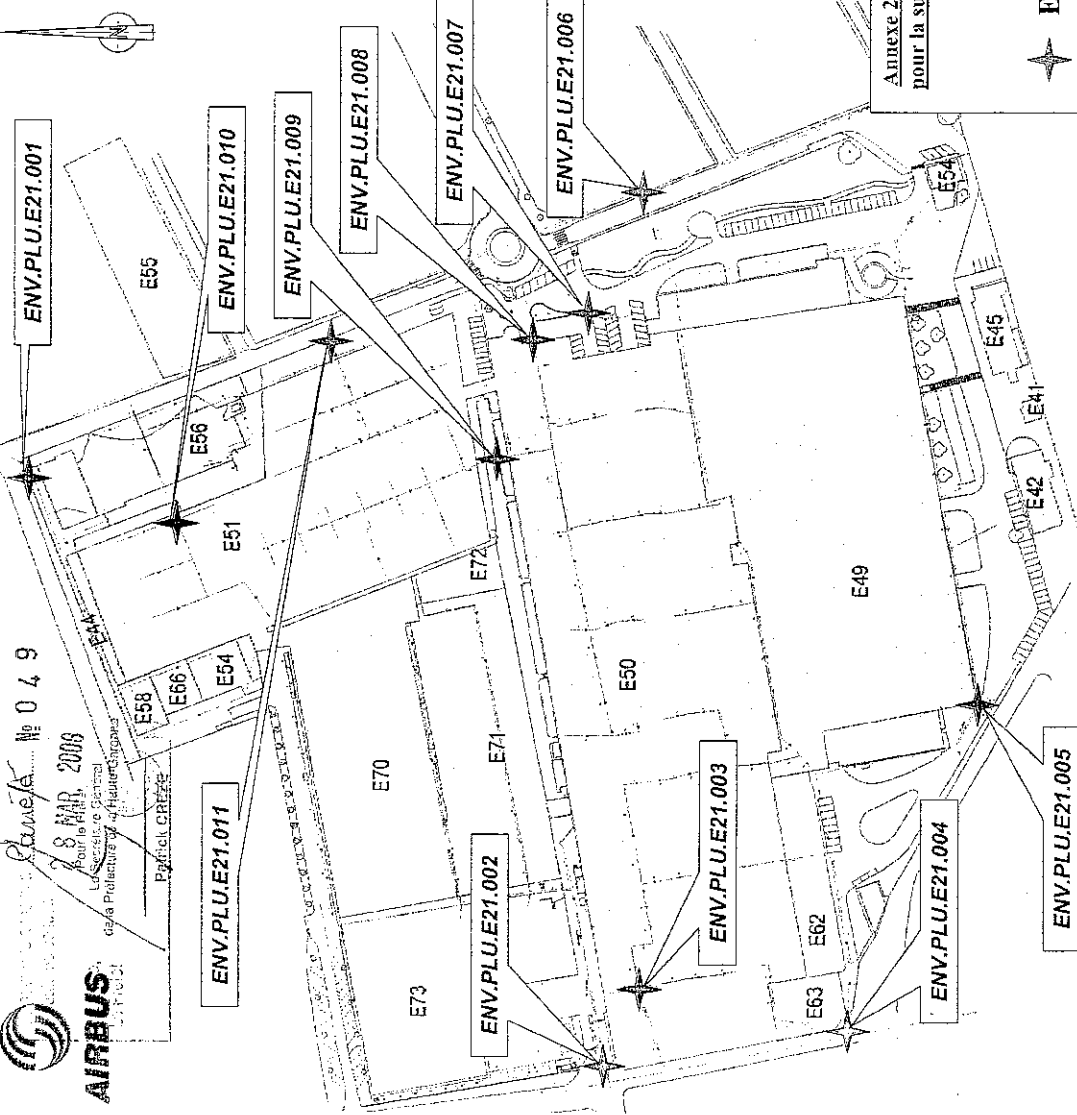 AIRBUS
Nº 0 4 9
2 8 MAR. 2008
Pour le Préfet,
Le Secrétaire Général
de la Préfecture de la Haute-Garonne
Patrick CREZE
N
ENV.PLU.E21.001
ENV.PLU.E21.010
ENV.PLU.E21.009
ENV.PLU.E21.008
ENV.PLU.E21.007
ENV.PLU.E21.006
ENV.PLU.E21.011
ENV.PLU.E21.002
ENV.PLU.E21.003
ENV.PLU.E21.004
ENV.PLU.E21.005
E55
E56
E51
E44
E58
E66
E54
E72
E70
E71
E73
E50
E49
E62
E63
E54
E45
E41
E42
Annexe 2
pour la su
E